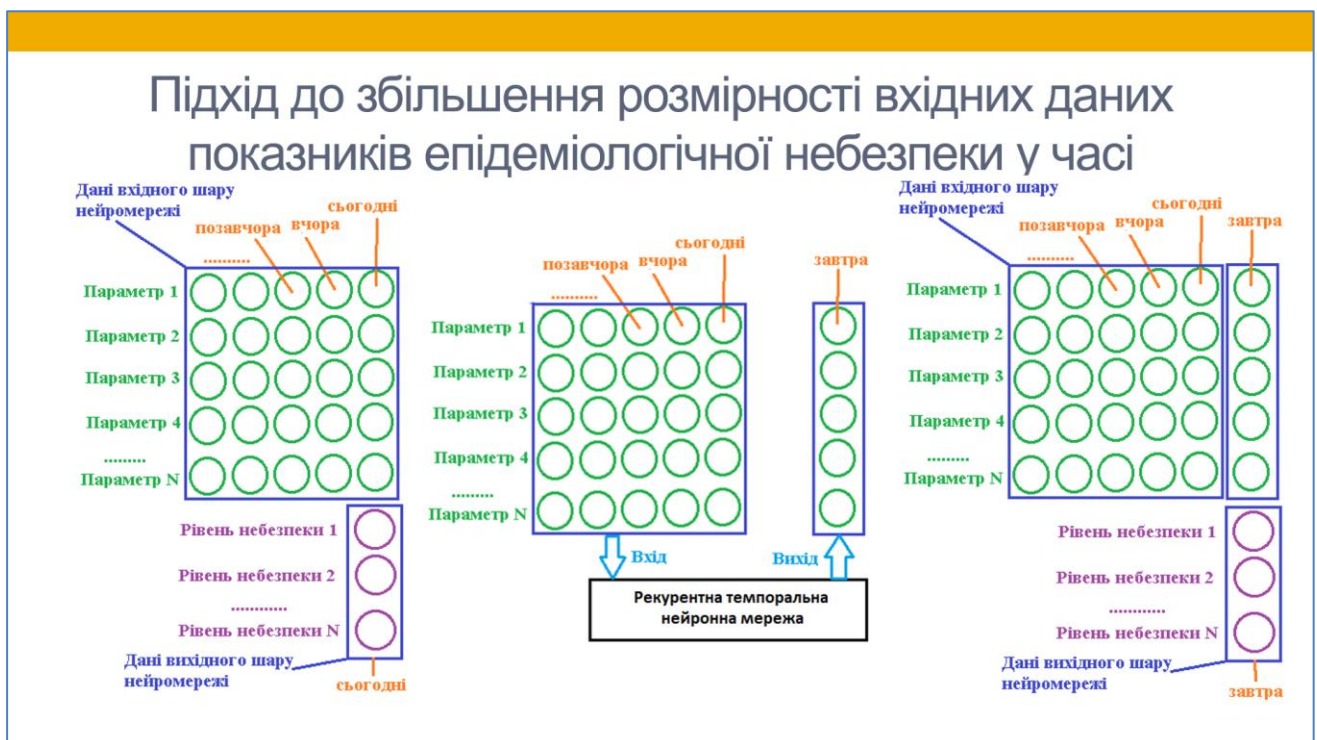 Підхід до збільшення розмірності вхідних даних
показників епідеміологічної небезпеки у часі
Дані вхідного шару
нейромережі
сьогодні
вчора
позавчора
..........
Параметр 1
Параметр 2
Параметр 3
Параметр 4
.........
Параметр N
Рівень небезпеки 1
Рівень небезпеки 2
............
Рівень небезпеки N
Дані вихідного шару
нейромережі
сьогодні
сьогодні
вчора
позавчора
..........
завтра
Параметр 1
Параметр 2
Параметр 3
Параметр 4
.........
Параметр N
Вхід
Вихід
Рекурентна темпоральна
нейронна мережа
Дані вхідного шару
нейромережі
сьогодні
вчора
позавчора
..........
завтра
Параметр 1
Параметр 2
Параметр 3
Параметр 4
.........
Параметр N
Рівень небезпеки 1
Рівень небезпеки 2
............
Рівень небезпеки N
Дані вихідного шару
нейромережі
завтра